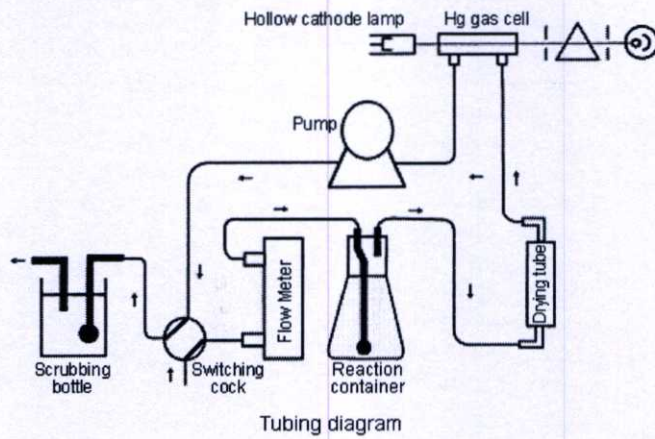 Hollow cathode lamp
Hg gas cell
Pump
Flow Meter
Drying tube
Scrubbing
bottle
Switching
cock
Reaction
container
Tubing diagram